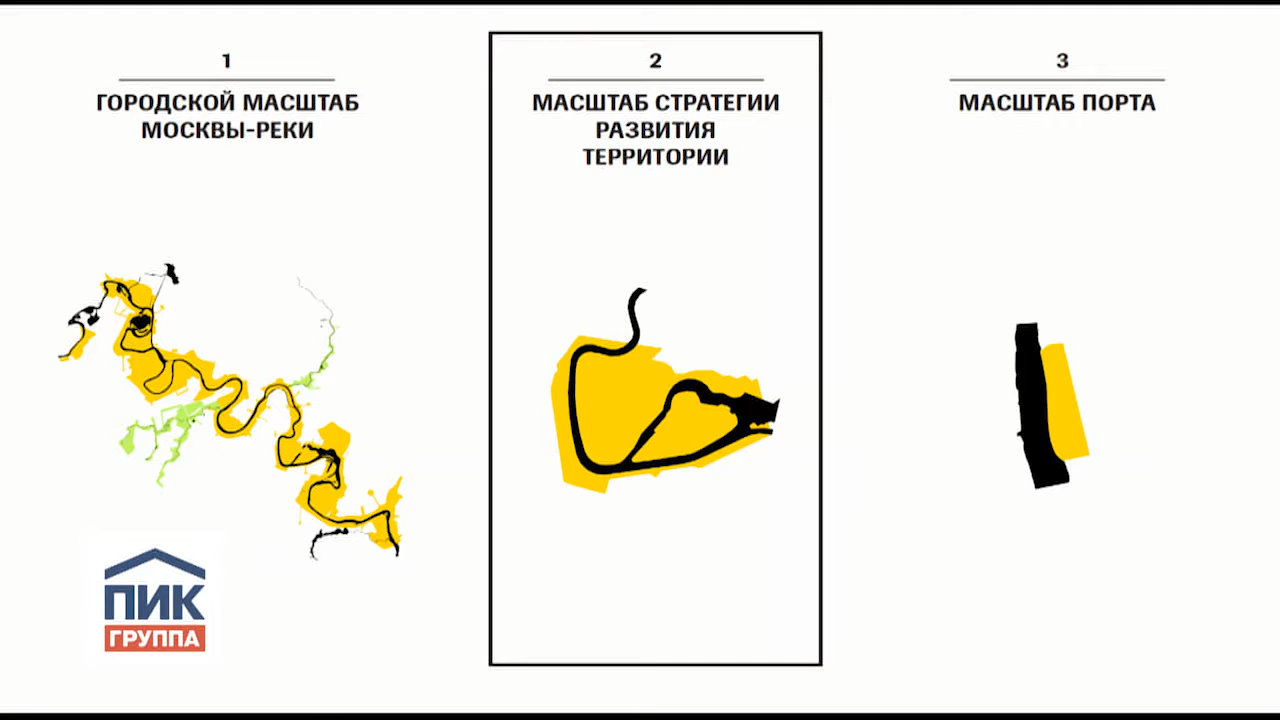 1
ГОРОДСКОЙ МАСШТАБ
МОСКВЫ-РЕКИ
2
МАСШТАБ СТРАТЕГИИ
РАЗВИТИЯ
ТЕРРИТОРИИ
3
МАСШТАБ ПОРТА
ПИК
ГРУППА